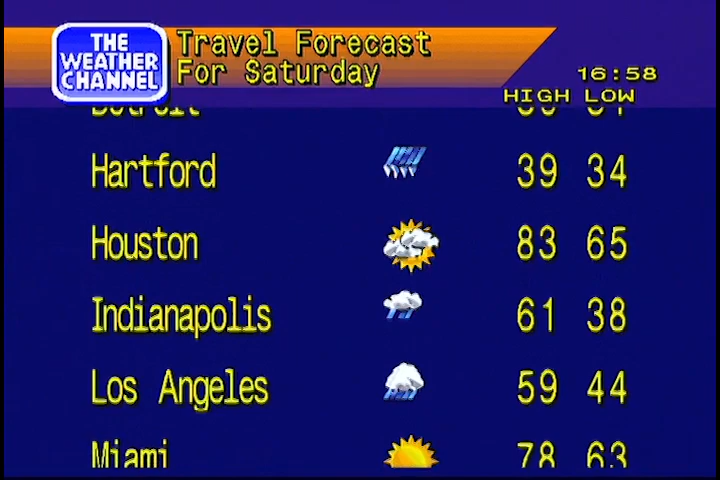 THE
WEATHER
CHANNEL
Travel Forecast
For Saturday
16:58
HIGH LOW
Detroit
Hartford 39 34
Houston 83 65
Indianapolis 61 38
Los Angeles 59 44
Miami 78 63